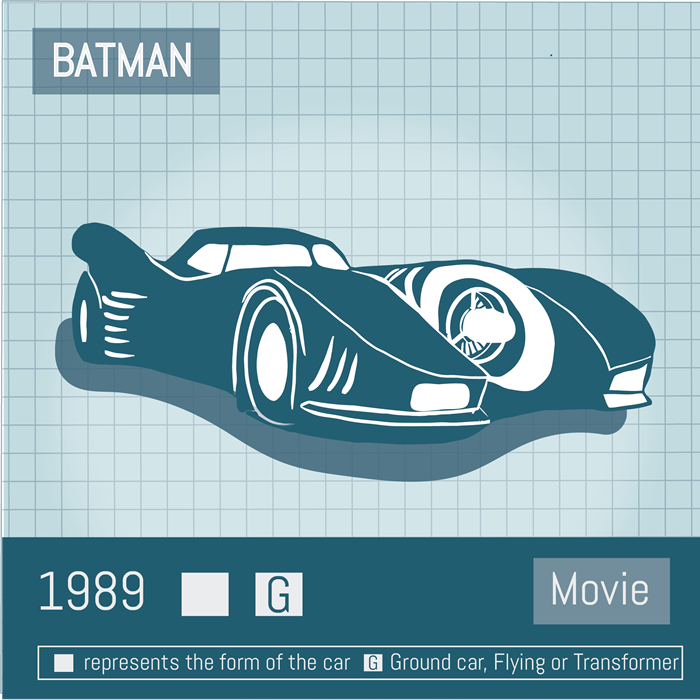 BATMAN
1989 G Movie
represents the form of the car G Ground car, Flying or Transformer